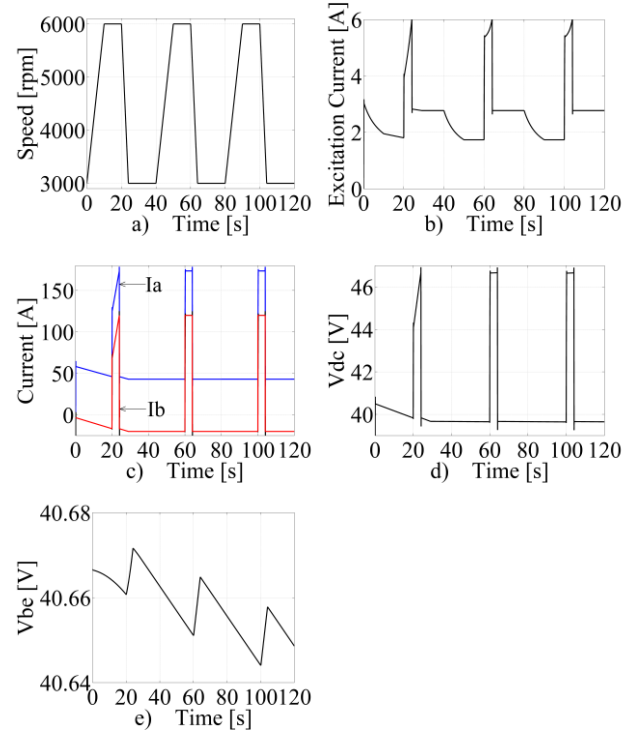 6000
5000
4000
3000
Speed [rpm]
0 20 40 60 80 100 120
a) Time [s]
6
4
2
0
Excitation Current [A]
0 20 40 60 80 100 120
b) Time [s]
150
100
50
0
Current [A]
Ia
Ib
0 20 40 60 80 100 120
c) Time [s]
46
44
42
40
Vdc [V]
0 20 40 60 80 100 120
d) Time [s]
40.68
40.66
40.64
Vbe [V]
0 20 40 60 80 100 120
e) Time [s]